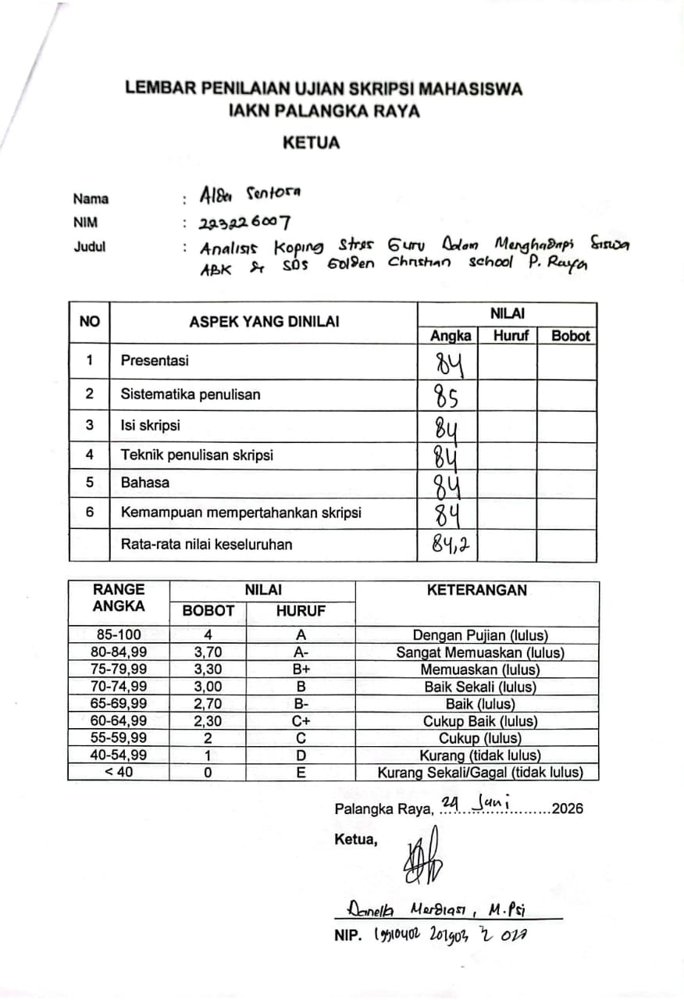 LEMBAR PENILAIAN UJIAN SKRIPSI MAHASISWA
IAKN PALANGKA RAYA
KETUA
Nama : Alda Sentora
NIM : 223226007
Judul : Analisis Koping Stres Guru Dalam Menghadapi Siswa
ABK di SOS Golden Christian School P. Raya
NO ASPEK YANG DINILAI NILAI
Angka Huruf Bobot
1 Presentasi 84
2 Sistematika penulisan 85
3 Isi skripsi 84
4 Teknik penulisan skripsi 84
5 Bahasa 84
6 Kemampuan mempertahankan skripsi 84
Rata-rata nilai keseluruhan 84,2
RANGE ANGKA NILAI KETERANGAN
BOBOT HURUF
85-100 4 A Dengan Pujian (lulus)
80-84,99 3,70 A- Sangat Memuaskan (lulus)
75-79,99 3,30 B+ Memuaskan (lulus)
70-74,99 3,00 B Baik Sekali (lulus)
65-69,99 2,70 B- Baik (lulus)
60-64,99 2,30 C+ Cukup Baik (lulus)
55-59,99 2 C Cukup (lulus)
40-54,99 1 D Kurang (tidak lulus)
< 40 0 E Kurang Sekali/Gagal (tidak lulus)
Palangka Raya, 24 Juni 2026
Ketua,
M.Psi
NIP. 201903 2